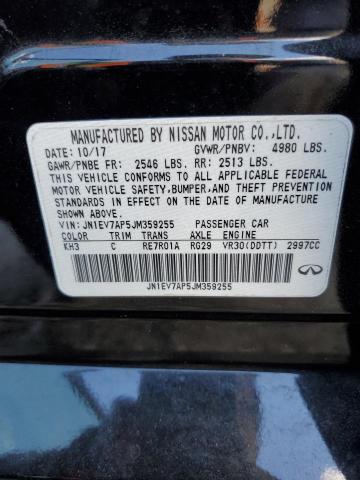 MANUFACTURED BY NISSAN MOTOR CO.,LTD.
DATE: 10/17 GVWR/PNBV: 4980 LBS.
GAWR/PNBE FR: 2546 LBS. RR: 2513 LBS.
THIS VEHICLE CONFORMS TO ALL APPLICABLE FEDERAL
MOTOR VEHICLE SAFETY, BUMPER, AND THEFT PREVENTION
STANDARDS IN EFFECT ON THE DATE OF MANUFACTURE
SHOWN ABOVE.
VIN: JN1EV7AP5JM359255 PASSENGER CAR
COLOR TRIM TRANS AXLE ENGINE
KH3 C RE7R01A RG29 VR30(DDTT) 2997CC
JN1EV7AP5JM359255